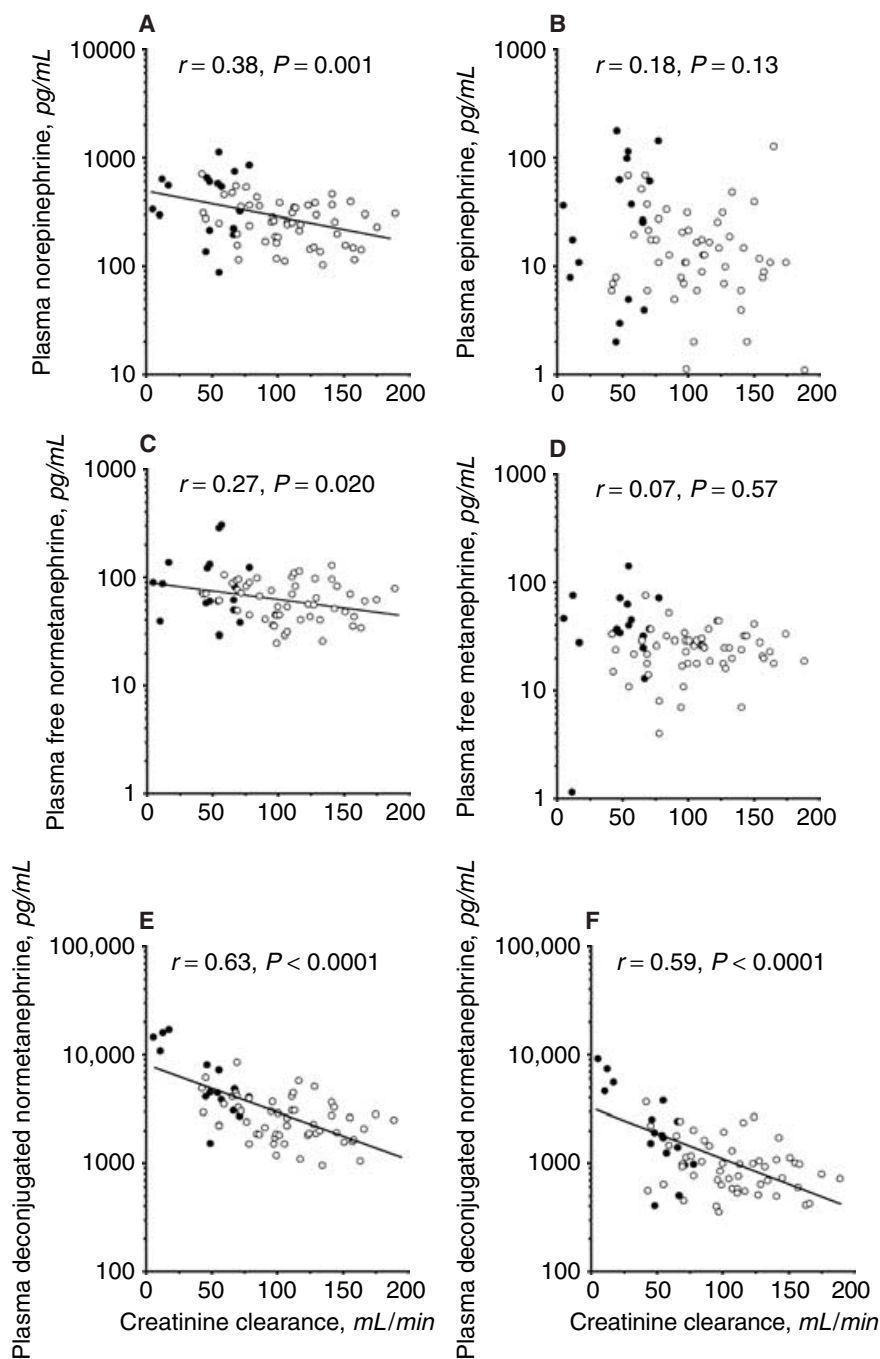 A
r = 0.38, P = 0.001
Plasma norepinephrine, pg/mL
10000
1000
100
10
0 50 100 150 200
B
r = 0.18, P = 0.13
Plasma epinephrine, pg/mL
1000
100
10
1
0 50 100 150 200
C
r = 0.27, P = 0.020
Plasma free normetanephrine, pg/mL
1000
100
10
1
0 50 100 150 200
D
r = 0.07, P = 0.57
Plasma free metanephrine, pg/mL
1000
100
10
1
0 50 100 150 200
E
r = 0.63, P < 0.0001
Plasma deconjugated normetanephrine, pg/mL
100,000
10,000
1000
100
0 50 100 150 200
Creatinine clearance, mL/min
F
r = 0.59, P < 0.0001
Plasma deconjugated normetanephrine, pg/mL
100,000
10,000
1000
100
0 50 100 150 200
Creatinine clearance, mL/min